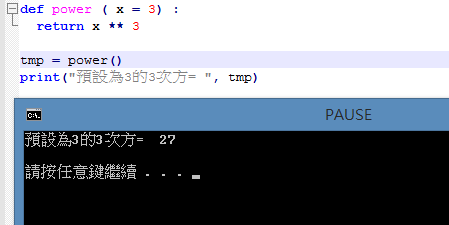 def power ( x = 3) :
return x ** 3
tmp = power()
print("預設為3的3次方= ", tmp)
C:\.
PAUSE
預設為3的3次方=  27
請按任意鍵繼續 . . . _